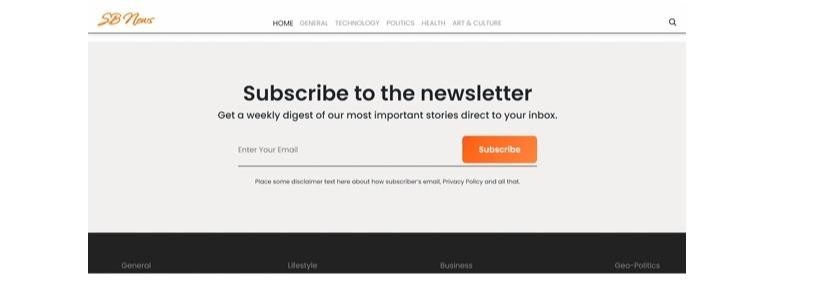 SB News
HOME GENERAL TECHNOLOGY POLITICS HEALTH ART & CULTURE
Subscribe to the newsletter
Get a weekly digest of our most important stories direct to your inbox.
Enter Your Email
Subscribe
Place some disclaimer text here about how subscriber's email, Privacy Policy and all that.
General Lifestyle Business Geo-Politics